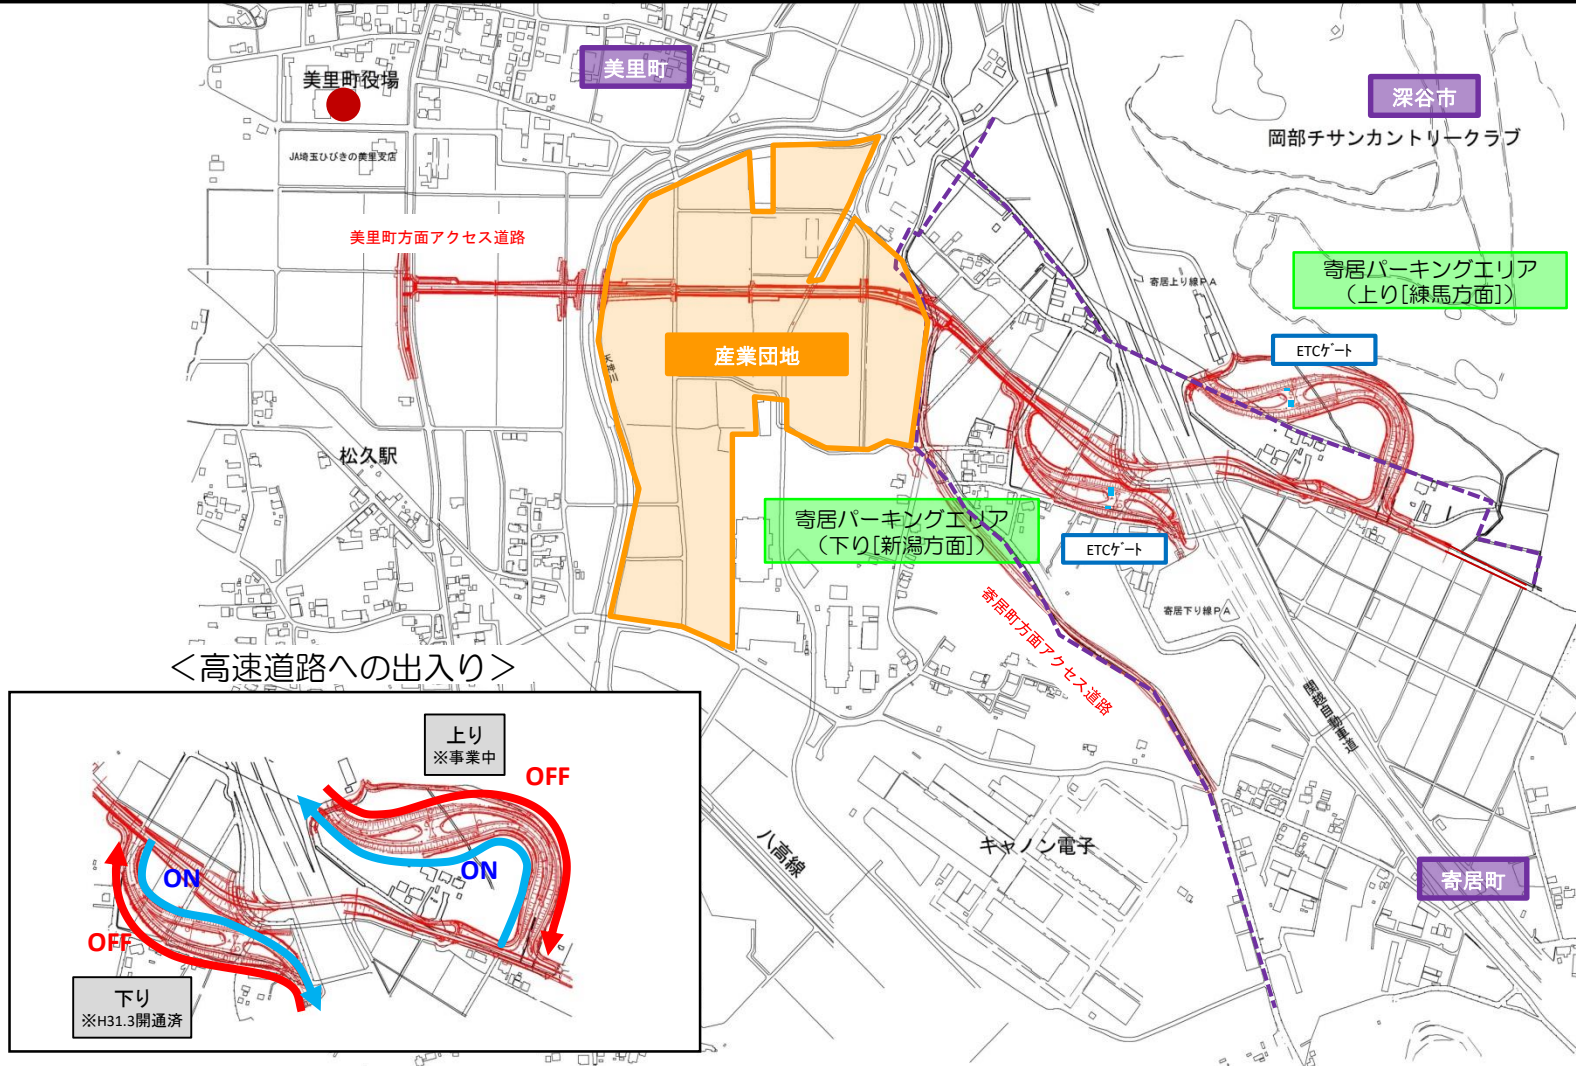 美里町
美里町役場
深谷市
岡部チサンカントリークラブ
JA埼玉ひびきの美里支店
美里町方面アクセス道路
寄居パーキングエリア
（上り[練馬方面]）
寄居上り線ＰＡ
ETCゲート
産業団地
天神川
松久駅
寄居パーキングエリア
（下り[新潟方面]）
ETCゲート
寄居町方面アクセス道路
寄居下り線ＰＡ
関越自動車道
＜高速道路への出入り＞
上り
※事業中
OFF
ON
ON
OFF
下り
※H31.3開通済
八高線
キャノン電子
寄居町